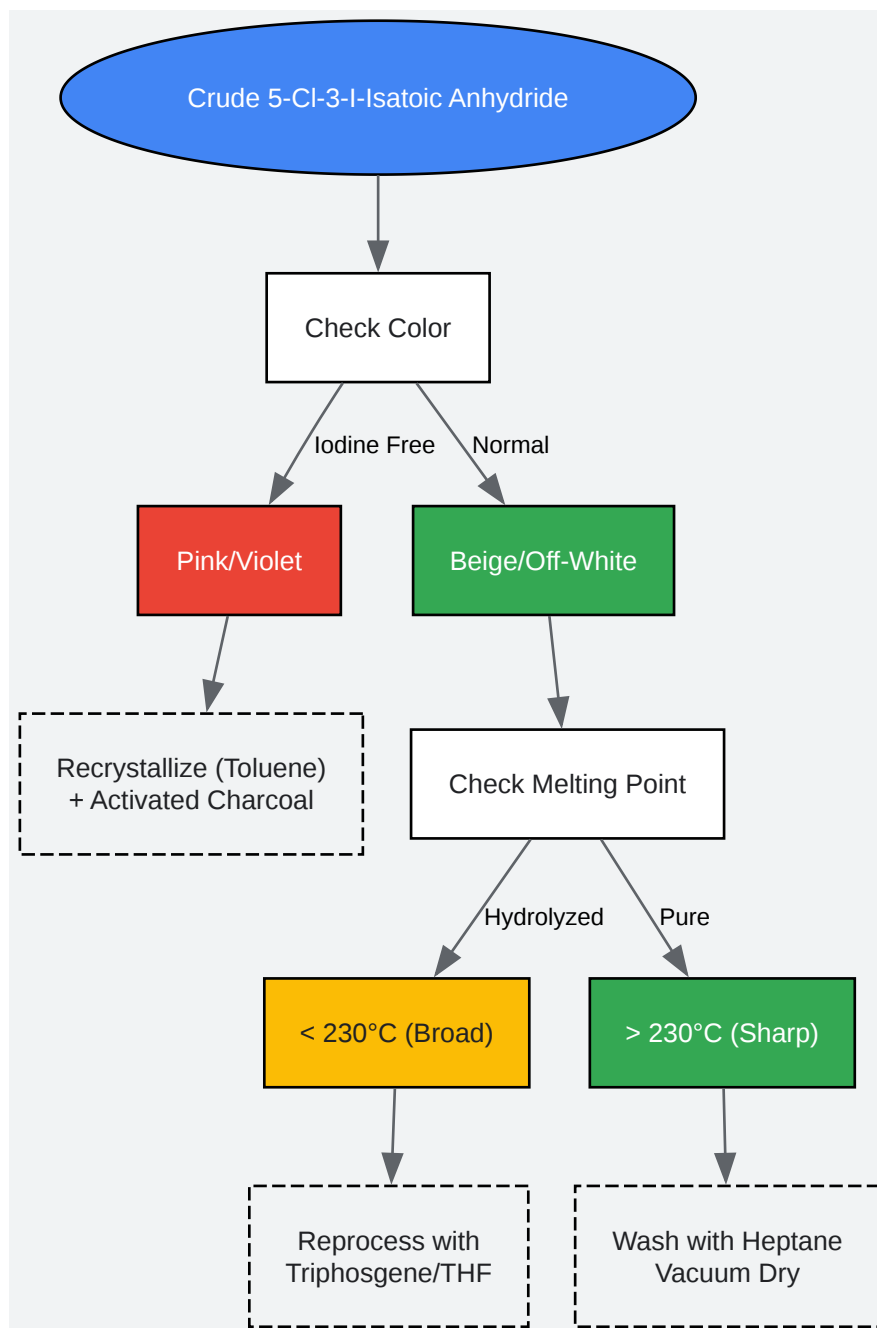 Crude 5-Cl-3-I-Isatoic Anhydride
Check Color
Iodine Free
Normal
Pink/Violet
Beige/Off-White
Recrystallize (Toluene)
+ Activated Charcoal
Check Melting Point
Hydrolyzed
Pure
< 230°C (Broad)
> 230°C (Sharp)
Reprocess with
Triphosgene/THF
Wash with Heptane
Vacuum Dry